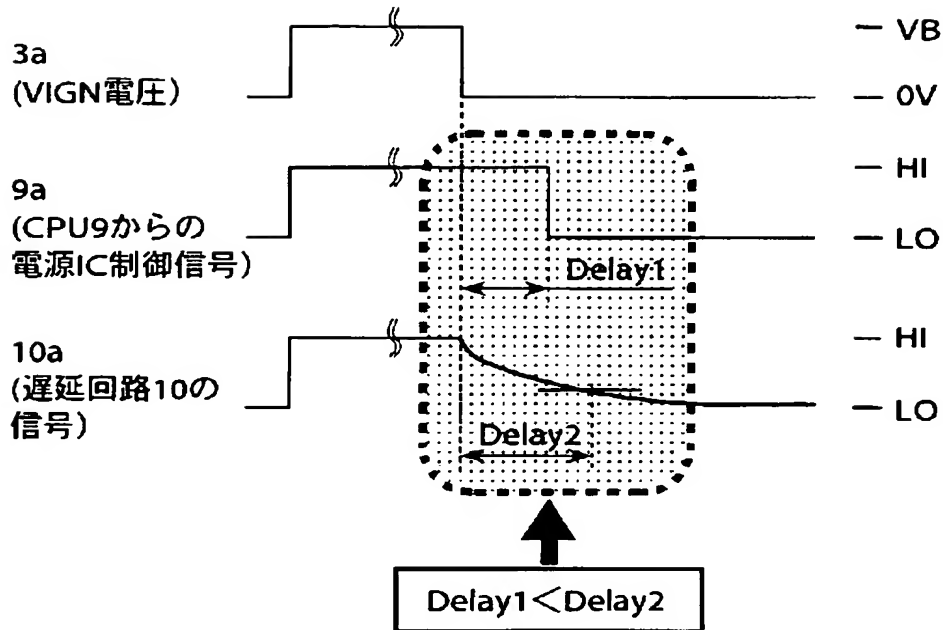 3a
(VIGN電圧)
VB
0V
9a
(CPU9からの
電源IC制御信号)
HI
LO
Delay1
10a
(遅延回路10の
信号)
HI
LO
Delay2
Delay1<Delay2